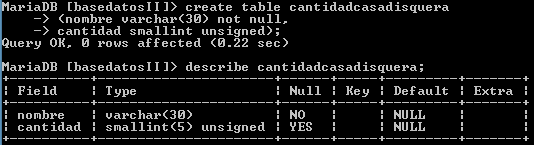 MariaDB [basedatosII]> create table cantidadcasadisquera
    -> (nombre varchar(30) not null,
    -> cantidad smallint unsigned);
Query OK, 0 rows affected (0.22 sec)

MariaDB [basedatosII]> describe cantidadcasadisquera;
+----------+----------------------+------+-----+---------+-------+
| Field    | Type                 | Null | Key | Default | Extra |
+----------+----------------------+------+-----+---------+-------+
| nombre   | varchar(30)          | NO   |     | NULL    |       |
| cantidad | smallint(5) unsigned | YES  |     | NULL    |       |
+----------+----------------------+------+-----+---------+-------+